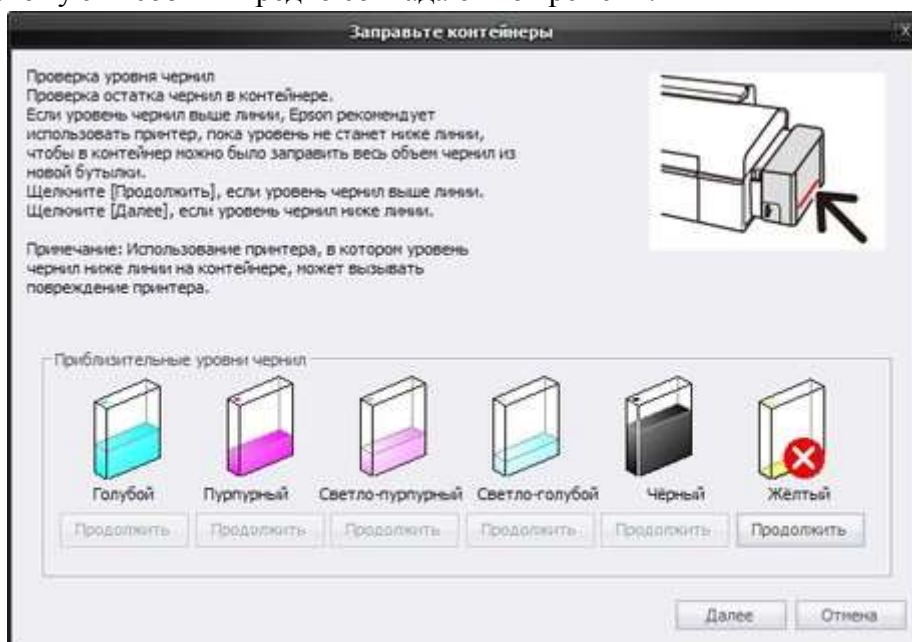 Заправьте контейнеры
Проверка уровня чернил
Проверка остатка чернил в контейнере.
Если уровень чернил выше линии, Epson рекомендует
использовать принтер, пока уровень не станет ниже линии,
чтобы в контейнер можно было заправить весь объем чернил из
новой бутылки.
Щелкните [Продолжить], если уровень чернил выше линии.
Щелкните [Далее], если уровень чернил ниже линии.
Примечание: Использование принтера, в котором уровень
чернил ниже линии на контейнере, может вызывать
повреждение принтера.
Приблизительные уровни чернил
Голубой Пурпурный Светло-пурпурный Светло-голубой Чёрный Жёлтый
Продолжить Продолжить Продолжить Продолжить Продолжить Продолжить
Далее Отмена